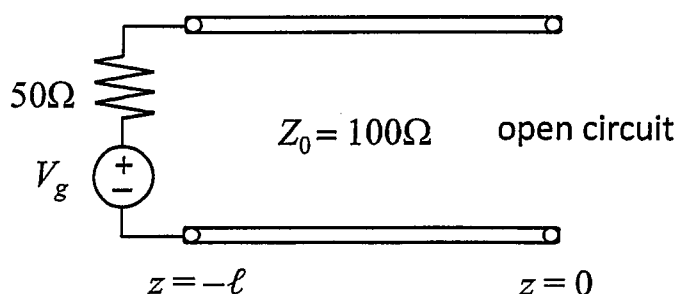 50Ω
Z₀ = 100Ω open circuit
V_g
+
−
z = −ℓ z = 0